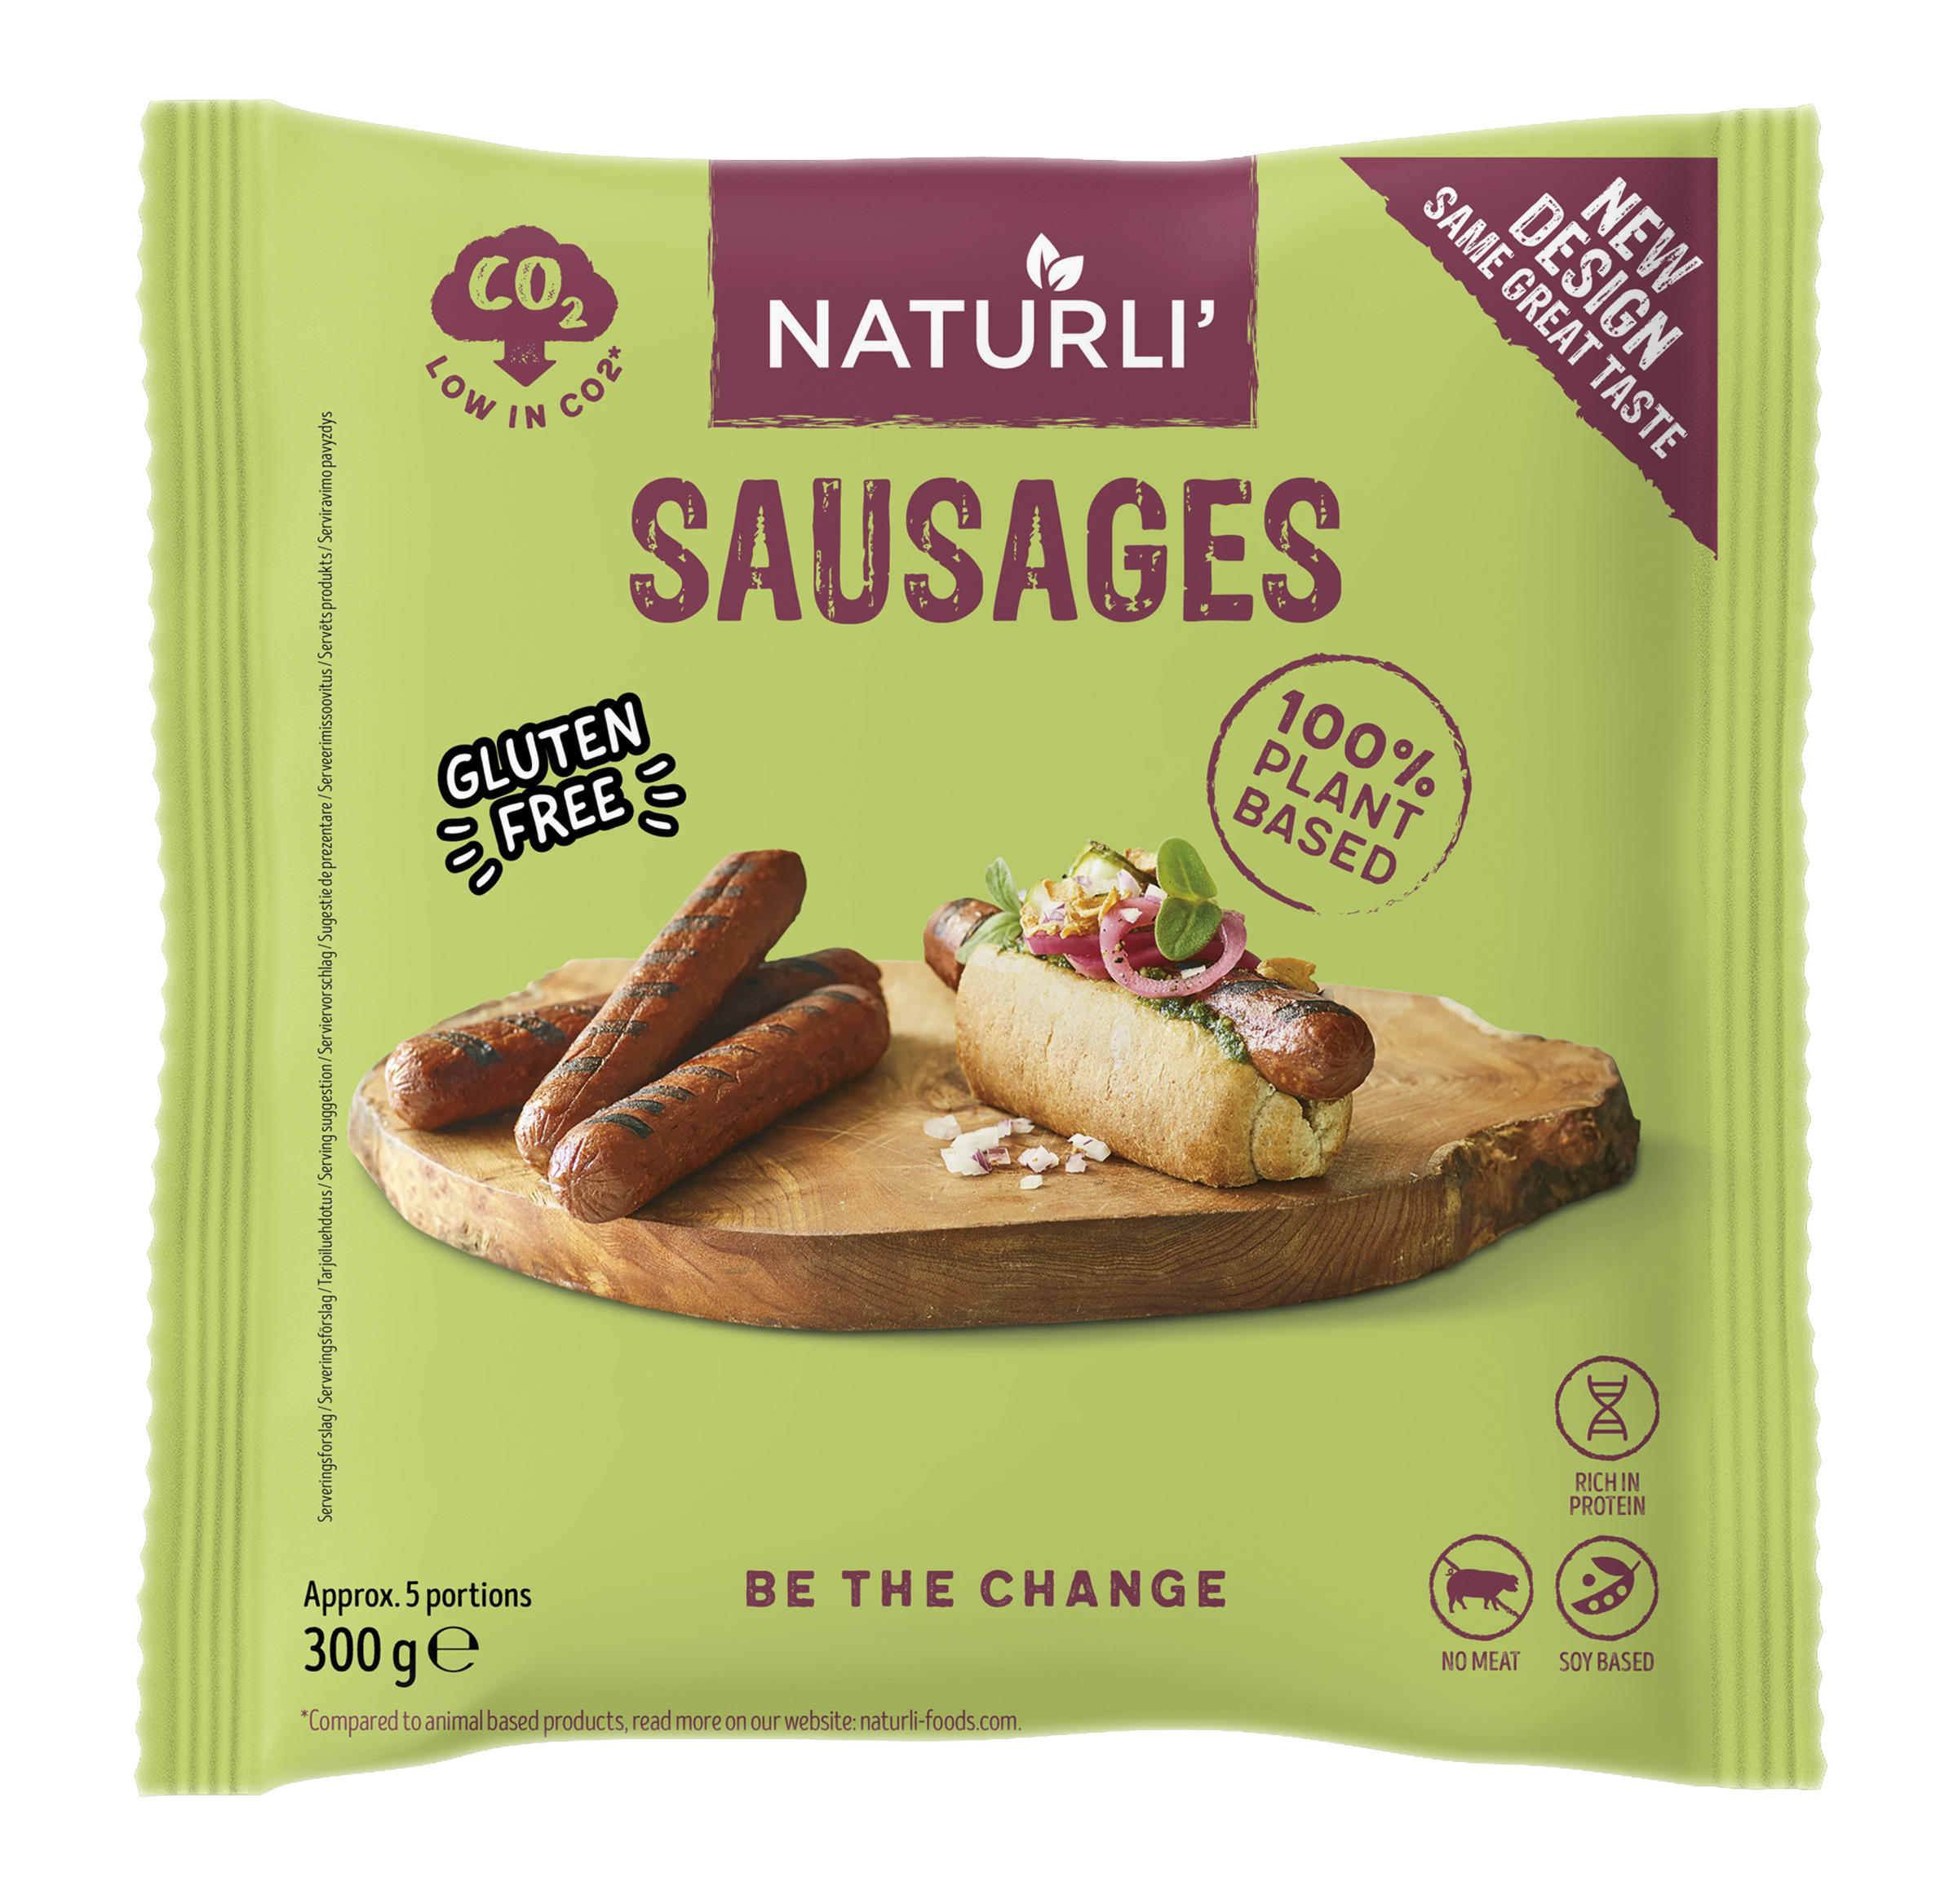 CO2
LOW IN CO2*
NATURLI’
NEW
DESIGN
SAME GREAT TASTE
SAUSAGES
GLUTEN
FREE
100%
PLANT
BASED
Serveringsforslag / Serveringsförslag / Tarjoiluehdotus / Serving suggestion / Serviervorschlag / Sugestie de prezentare / Serveerimissoovitus / Servēts produkts / Serviravimo pavyzdys
RICH IN
PROTEIN
NO MEAT
SOY BASED
BE THE CHANGE
Approx. 5 portions
300 g ℮
*Compared to animal based products, read more on our website: naturli-foods.com.